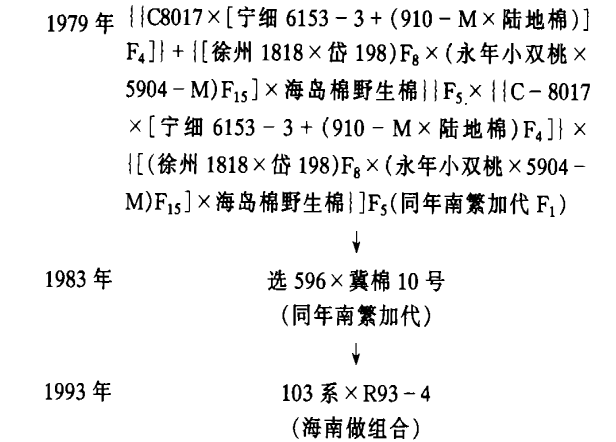 1979 年 {{C8017×[宁细 6153-3+(910-M×陆地棉)]
F₄]}+{[徐州 1818×岱 198)F₈×(永年小双桃×
5904-M)F₁₅]×海岛棉野生棉}}F₅×{{C-8017
×[宁细 6153-3+(910-M×陆地棉)F₄]}×
{[(徐州 1818×岱 198)F₈×(永年小双桃×5904-
M)F₁₅]×海岛棉野生棉}]F₅(同年南繁加代 F₁)
↓
1983 年 选 596×冀棉 10 号
(同年南繁加代)
↓
1993 年 103 系×R93-4
(海南做组合)